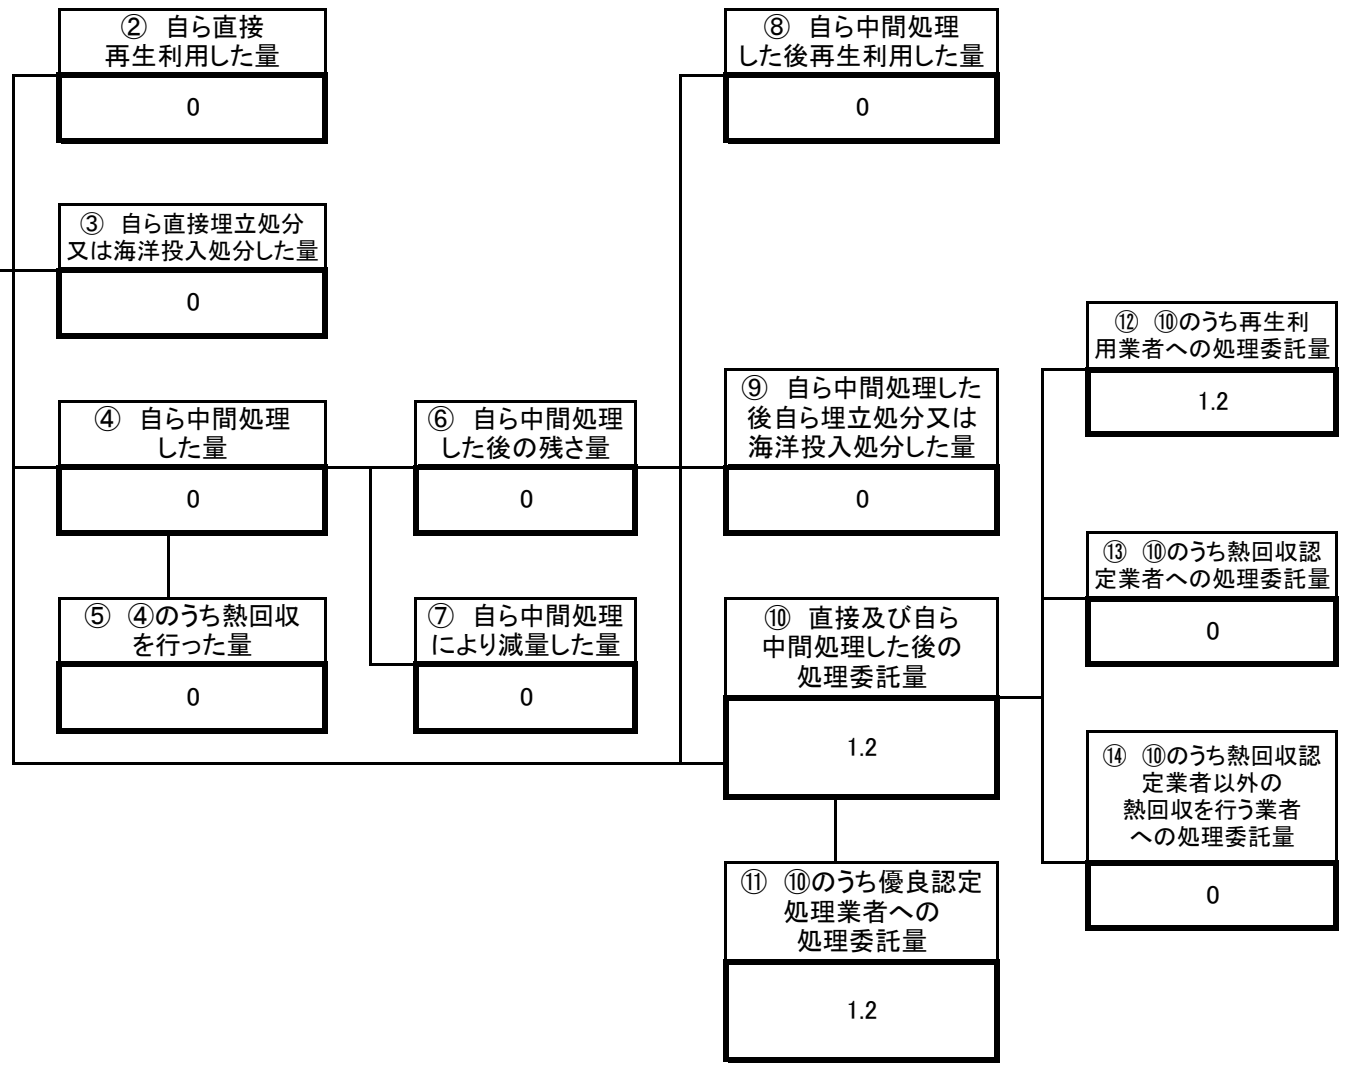 ②　自ら直接
再生利用した量
0
③　自ら直接埋立処分
又は海洋投入処分した量
0
④　自ら中間処理
した量
0
⑤　④のうち熱回収
を行った量
0
⑥　自ら中間処理
した後の残さ量
0
⑦　自ら中間処理
により減量した量
0
⑧　自ら中間処理
した後再生利用した量
0
⑨　自ら中間処理した
後自ら埋立処分又は
海洋投入処分した量
0
⑩　直接及び自ら
中間処理した後の
処理委託量
1.2
⑪　⑩のうち優良認定
処理業者への
処理委託量
1.2
⑫　⑩のうち再生利
用業者への処理委託量
1.2
⑬　⑩のうち熱回収認
定業者への処理委託量
0
⑭　⑩のうち熱回収認
定業者以外の
熱回収を行う業者
への処理委託量
0